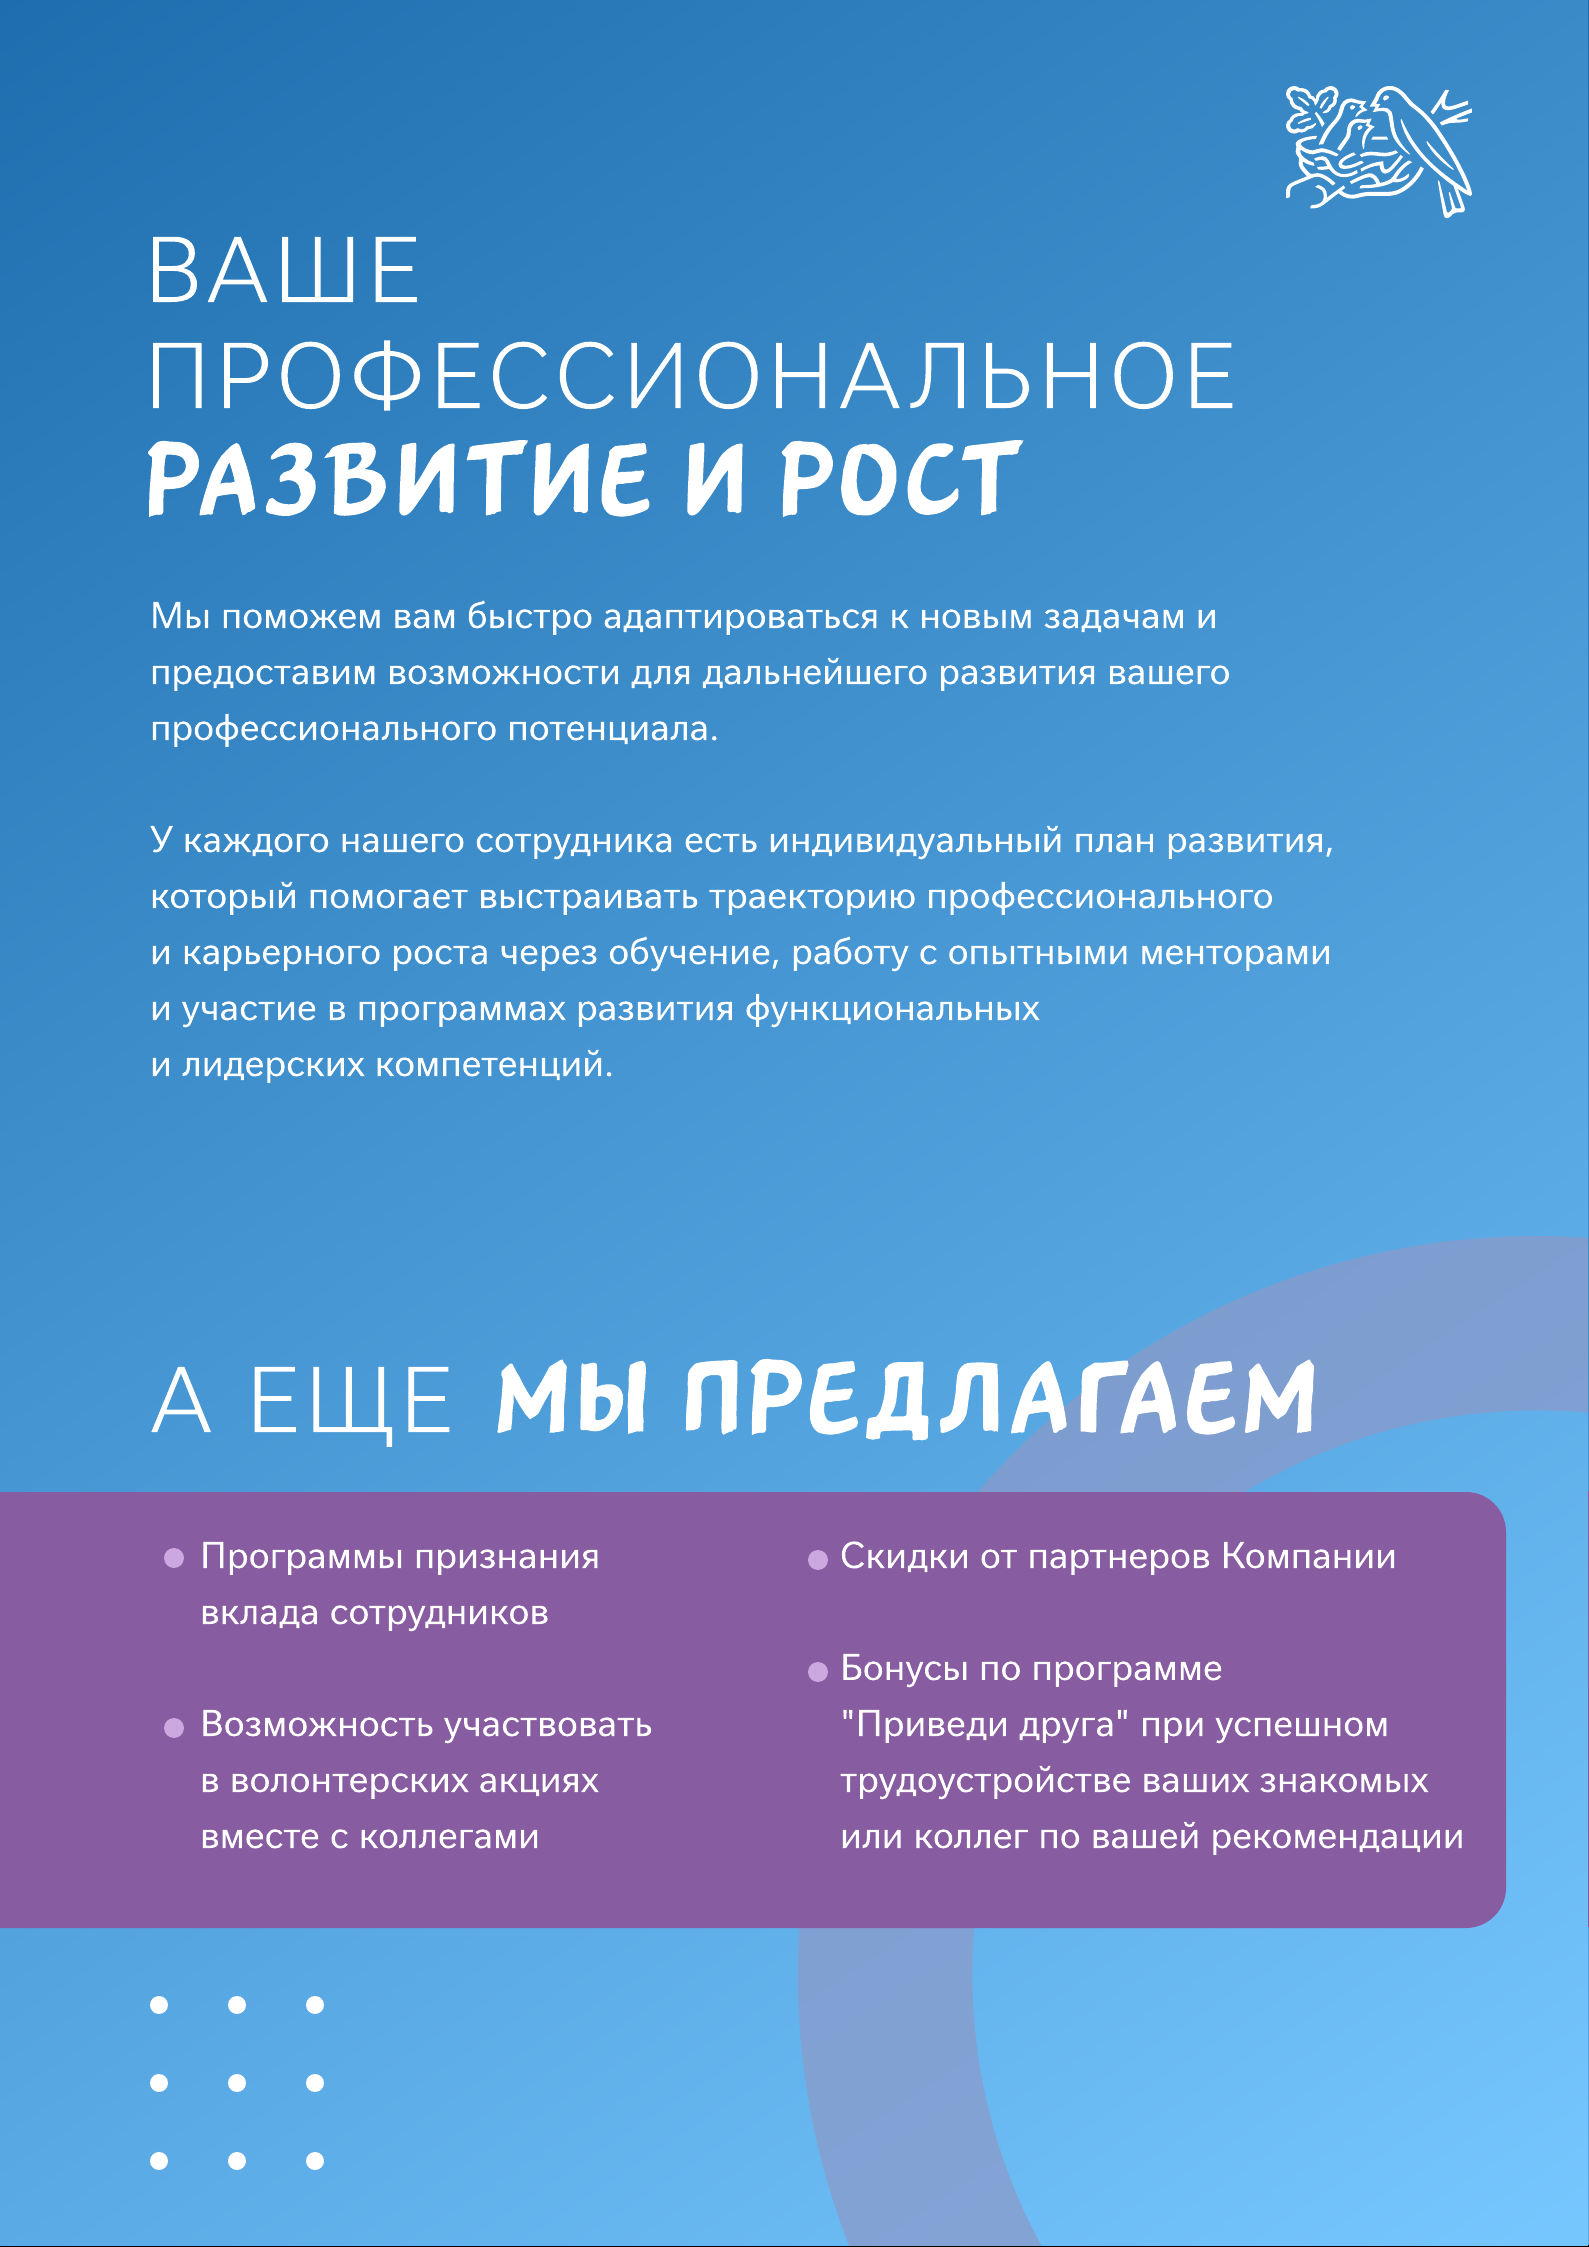 ВАШЕ
ПРОФЕССИОНАЛЬНОЕ
РАЗВИТИЕ И РОСТ
Мы поможем вам быстро адаптироваться к новым задачам и
предоставим возможности для дальнейшего развития вашего
профессионального потенциала.
У каждого нашего сотрудника есть индивидуальный план развития,
который помогает выстраивать траекторию профессионального
и карьерного роста через обучение, работу с опытными менторами
и участие в программах развития функциональных
и лидерских компетенций.
А ЕЩЕ МЫ ПРЕДЛАГАЕМ
Программы признания
вклада сотрудников
Возможность участвовать
в волонтерских акциях
вместе с коллегами
Скидки от партнеров Компании
Бонусы по программе
"Приведи друга" при успешном
трудоустройстве ваших знакомых
или коллег по вашей рекомендации